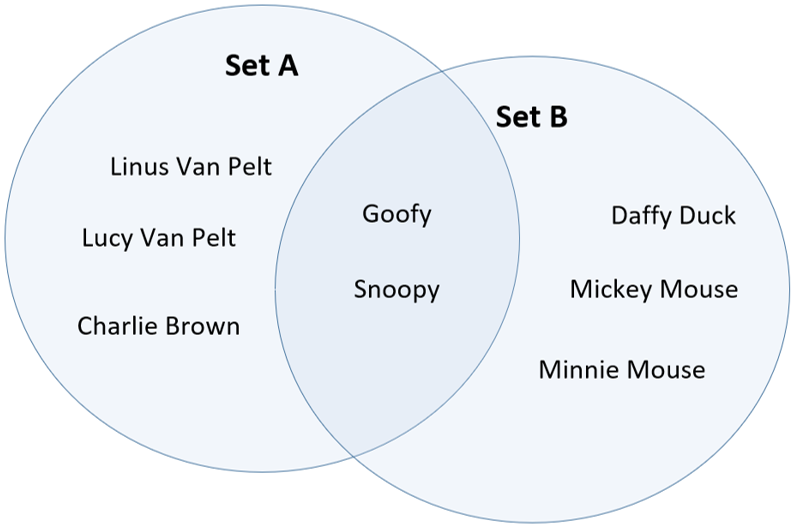 Set A
Set B
Linus Van Pelt
Goofy
Daffy Duck
Lucy Van Pelt
Snoopy
Mickey Mouse
Charlie Brown
Minnie Mouse